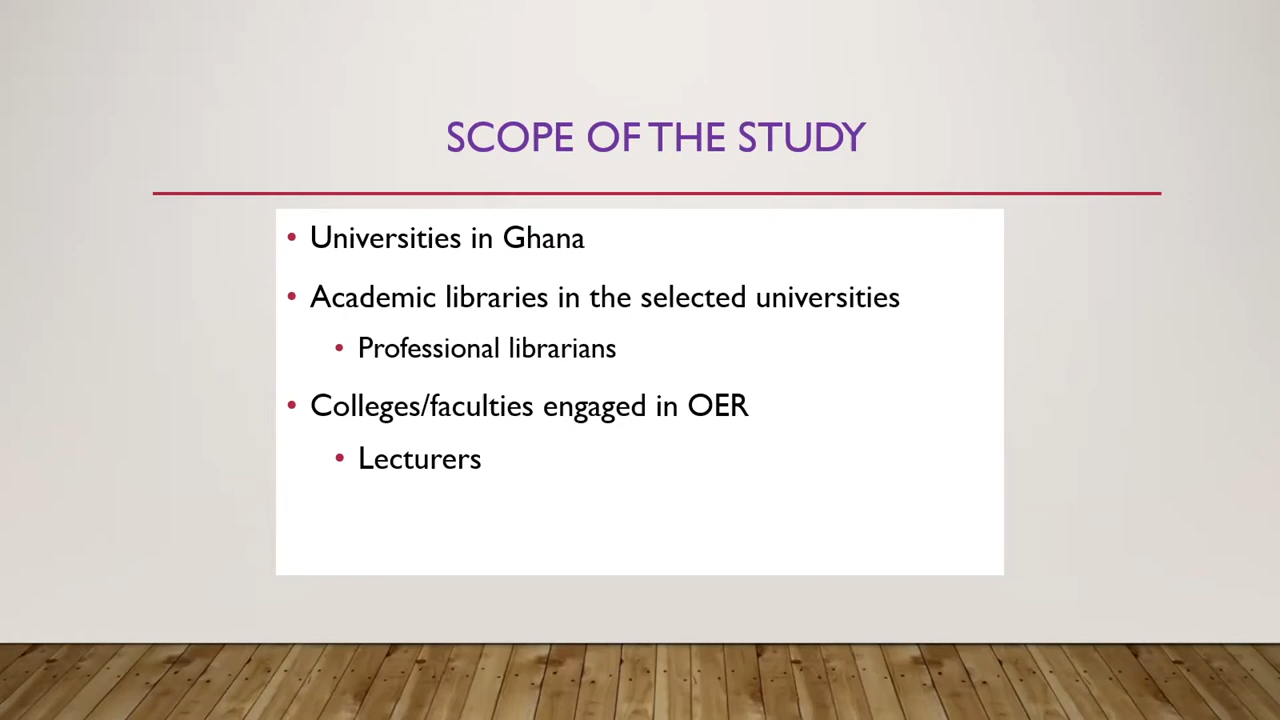 SCOPE OF THE STUDY
• Universities in Ghana
• Academic libraries in the selected universities
• Professional librarians
• Colleges/faculties engaged in OER
• Lecturers